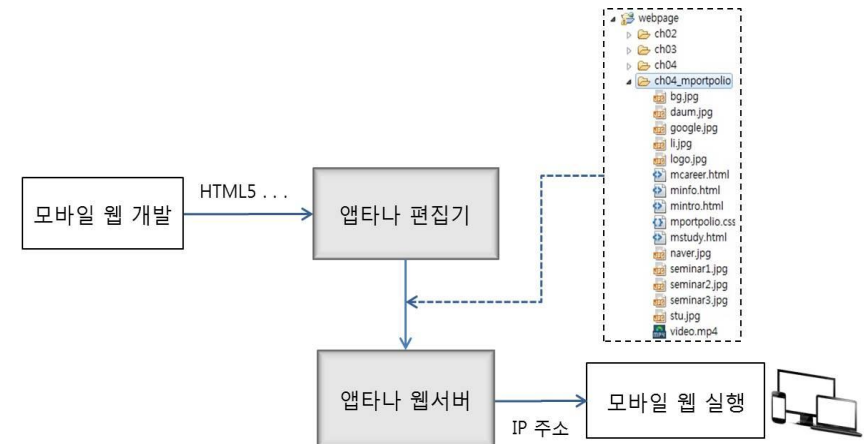 webpage
ch02
ch03
ch04
ch04_mportpolio
bg.jpg
daum.jpg
google.jpg
li.jpg
logo.jpg
mcareer.html
minfo.html
mintro.html
mportpolio.css
mstudy.html
naver.jpg
seminar1.jpg
seminar2.jpg
seminar3.jpg
stu.jpg
video.mp4
모바일 웹 개발
HTML5 . . .
앱타나 편집기
앱타나 웹서버
IP 주소
모바일 웹 실행